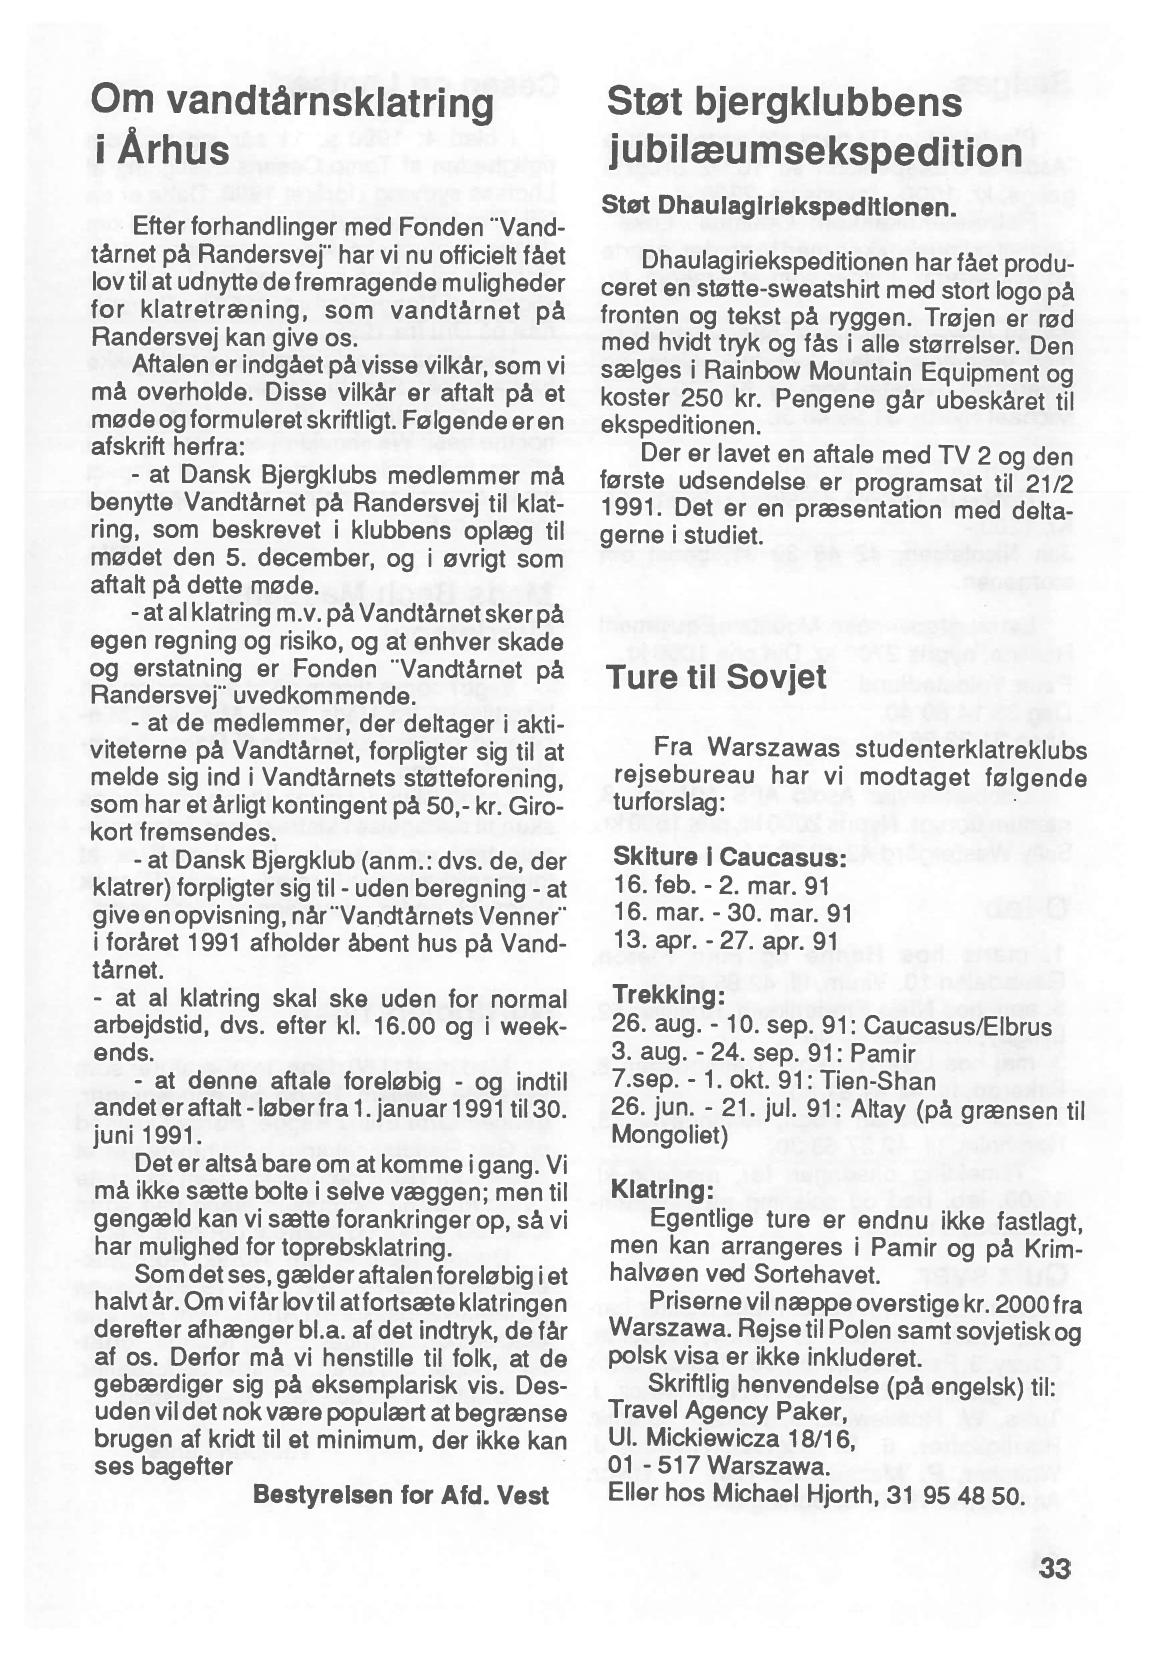 Om vandtårnsklatring
i Århus
Efter forhandlinger med Fonden "Vand-
tårnet på Randersvej" har vi nu officielt fået
lov til at udnytte de fremragende muligheder
for klatretræning, som vandtårnet på
Randersvej kan give os.
Aftalen er indgået på visse vilkår, som vi
må overholde. Disse vilkår er aftalt på et
møde og formuleret skriftligt. Følgende er en
afskrift herfra:
- at Dansk Bjergklubs medlemmer må
benytte Vandtårnet på Randersvej til klat-
ring, som beskrevet i klubbens oplæg til
mødet den 5. december, og i øvrigt som
aftalt på dette møde.
- at al klatring m.v. på Vandtårnet sker på
egen regning og risiko, og at enhver skade
og erstatning er Fonden "Vandtårnet på
Randersvej" uvedkommende.
- at de medlemmer, der deltager i akti-
viteterne på Vandtårnet, forpligter sig til at
melde sig ind i Vandtårnets støtteforening,
som har et årligt kontingent på 50,- kr. Giro-
kort fremsendes.
- at Dansk Bjergklub (anm.: dvs. de, der
klatrer) forpligter sig til - uden beregning - at
give en opvisning, når "Vandtårnets Venner"
i foråret 1991 afholder åbent hus på Vand-
tårnet.
- at al klatring skal ske uden for normal
arbejdstid, dvs. efter kl. 16.00 og i week-
ends.
- at denne aftale foreløbig - og indtil
andet er aftalt - løber fra 1. januar 1991 til 30.
juni 1991.
Det er altså bare om at komme i gang. Vi
må ikke sætte bolte i selve væggen; men til
gengæld kan vi sætte forankringer op, så vi
har mulighed for toprebsklatring.
Som det ses, gælder aftalen foreløbig i et
halvt år. Om vi får lov til at fortsæte klatringen
derefter afhænger bl.a. af det indtryk, de får
af os. Derfor må vi henstille til folk, at de
gebærdiger sig på eksemplarisk vis. Des-
uden vil det nok være populært at begrænse
brugen af kridt til et minimum, der ikke kan
ses bagefter
Bestyrelsen for Afd. Vest
Støt bjergklubbens
jubilæumsekspedition
Støt Dhaulagiriekspeditionen.
Dhaulagiriekspeditionen har fået produ-
ceret en støtte-sweatshirt med stort logo på
fronten og tekst på ryggen. Trøjen er rød
med hvidt tryk og fås i alle størrelser. Den
sælges i Rainbow Mountain Equipment og
koster 250 kr. Pengene går ubeskåret til
ekspeditionen.
Der er lavet en aftale med TV 2 og den
første udsendelse er programsat til 21/2
1991. Det er en præsentation med delta-
gerne i studiet.
Ture til Sovjet
Fra Warszawas studenterklatreklubs
rejsebureau har vi modtaget følgende
turforslag:
Skiture i Caucasus:
16. feb. - 2. mar. 91
16. mar. - 30. mar. 91
13. apr. - 27. apr. 91
Trekking:
26. aug. - 10. sep. 91: Caucasus/Elbrus
3. aug. - 24. sep. 91: Pamir
7.sep. - 1. okt. 91: Tien-Shan
26. jun. - 21. jul. 91: Altay (på grænsen til
Mongoliet)
Klatring:
Egentlige ture er endnu ikke fastlagt,
men kan arrangeres i Pamir og på Krim-
halvøen ved Sortehavet.
Priserne vil næppe overstige kr. 2000 fra
Warszawa. Rejse til Polen samt sovjetisk og
polsk visa er ikke inkluderet.
Skriftlig henvendelse (på engelsk) til:
Travel Agency Paker,
Ul. Mickiewicza 18/16,
01 - 517 Warszawa.
Eller hos Michael Hjorth, 31 95 48 50.
33